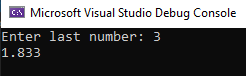 Microsoft Visual Studio Debug Console
Enter last number: 3
1.833